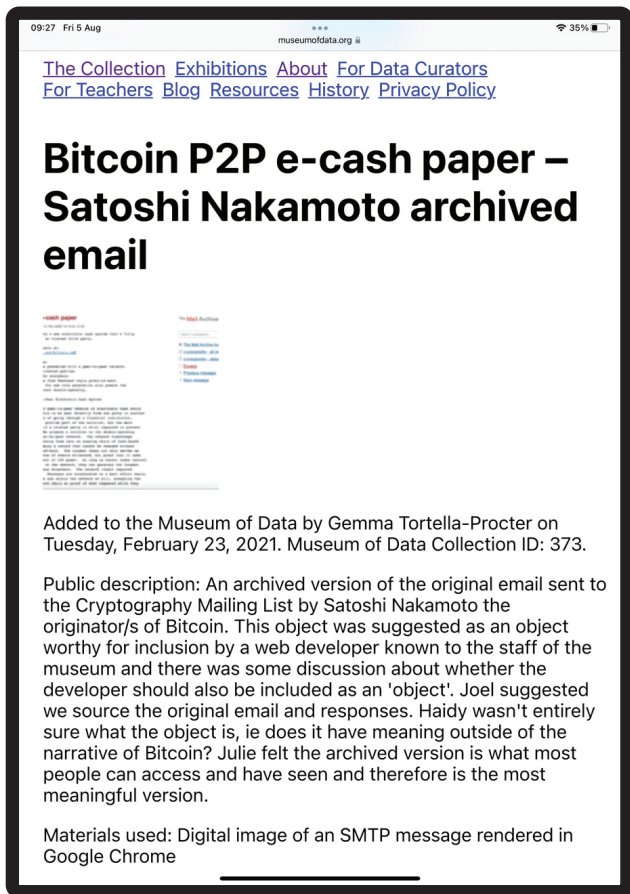 09:27 Fri 5 Aug
35%
museumofdata.org
The Collection Exhibitions About For Data Curators
For Teachers Blog Resources History Privacy Policy
Bitcoin P2P e-cash paper –
Satoshi Nakamoto archived
email
-cash paper
The Mail Archive
Added to the Museum of Data by Gemma Tortella-Procter on
Tuesday, February 23, 2021. Museum of Data Collection ID: 373.
Public description: An archived version of the original email sent to
the Cryptography Mailing List by Satoshi Nakamoto the
originator/s of Bitcoin. This object was suggested as an object
worthy for inclusion by a web developer known to the staff of the
museum and there was some discussion about whether the
developer should also be included as an 'object'. Joel suggested
we source the original email and responses. Haidy wasn't entirely
sure what the object is, ie does it have meaning outside of the
narrative of Bitcoin? Julie felt the archived version is what most
people can access and have seen and therefore is the most
meaningful version.
Materials used: Digital image of an SMTP message rendered in
Google Chrome